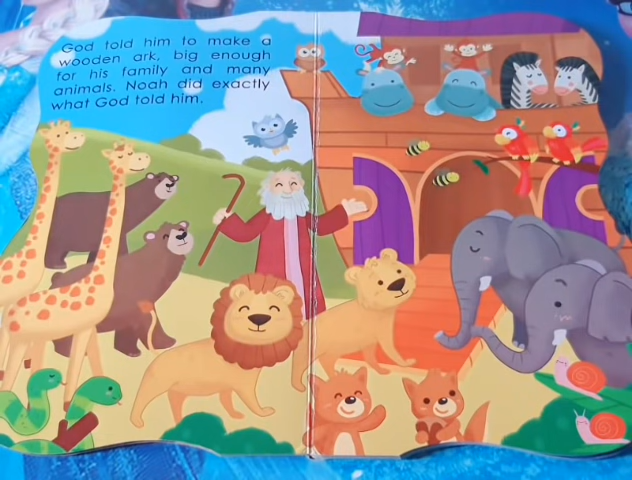 God told him to make a
wooden ark, big enough
for his family and many
animals. Noah did exactly
what God told him.